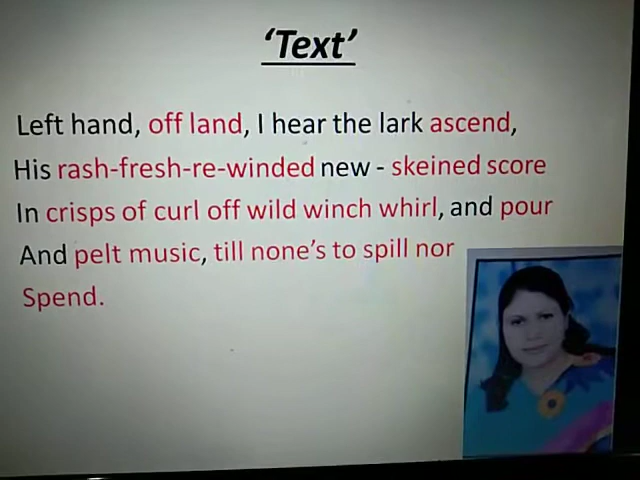 ‘Text’
Left hand, off land, I hear the lark ascend,
His rash-fresh-re-winded new - skeined score
In crisps of curl off wild winch whirl, and pour
And pelt music, till none’s to spill nor
Spend.